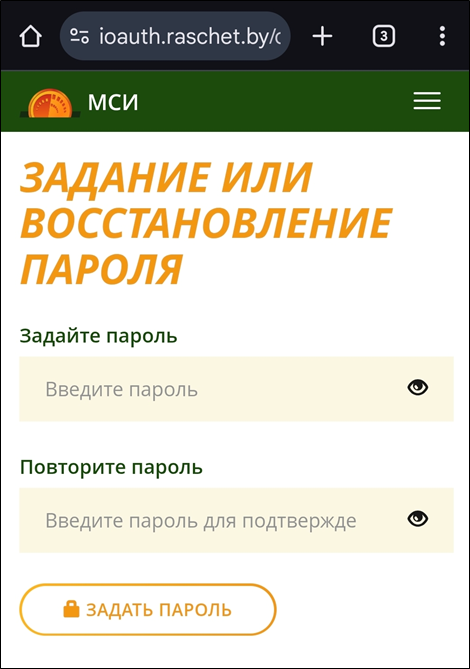 ioauth.raschet.by/c
3
МСИ
ЗАДАНИЕ ИЛИ
ВОССТАНОВЛЕНИЕ
ПАРОЛЯ
Задайте пароль
Введите пароль
Повторите пароль
Введите пароль для подтвержде
ЗАДАТЬ ПАРОЛЬ